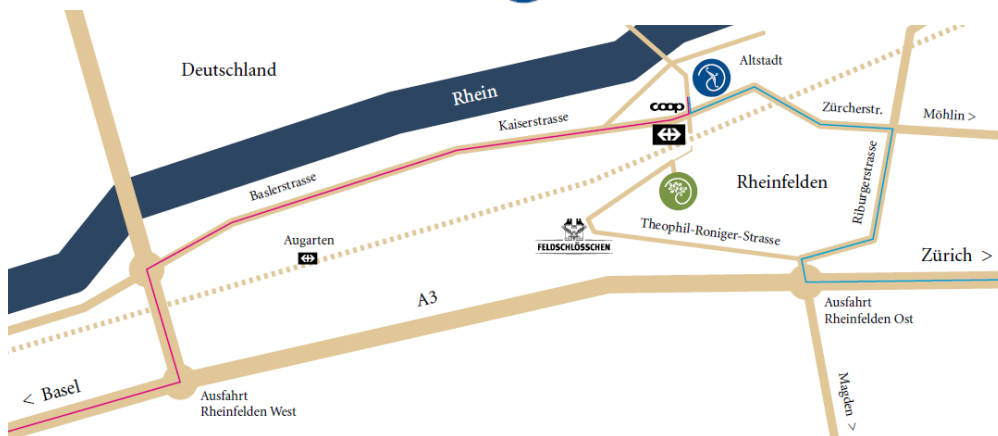 Deutschland
Rhein
Altstadt
coop
Kaiserstrasse
Zürcherstr.
Möhlin >
Baslerstrasse
Riburgerstrasse
Rheinfelden
Augarten
FELDSCHLÖSSCHEN
Theophil-Roniger-Strasse
Zürich >
A3
Ausfahrt
Rheinfelden Ost
< Basel
Ausfahrt
Rheinfelden West
Magden >